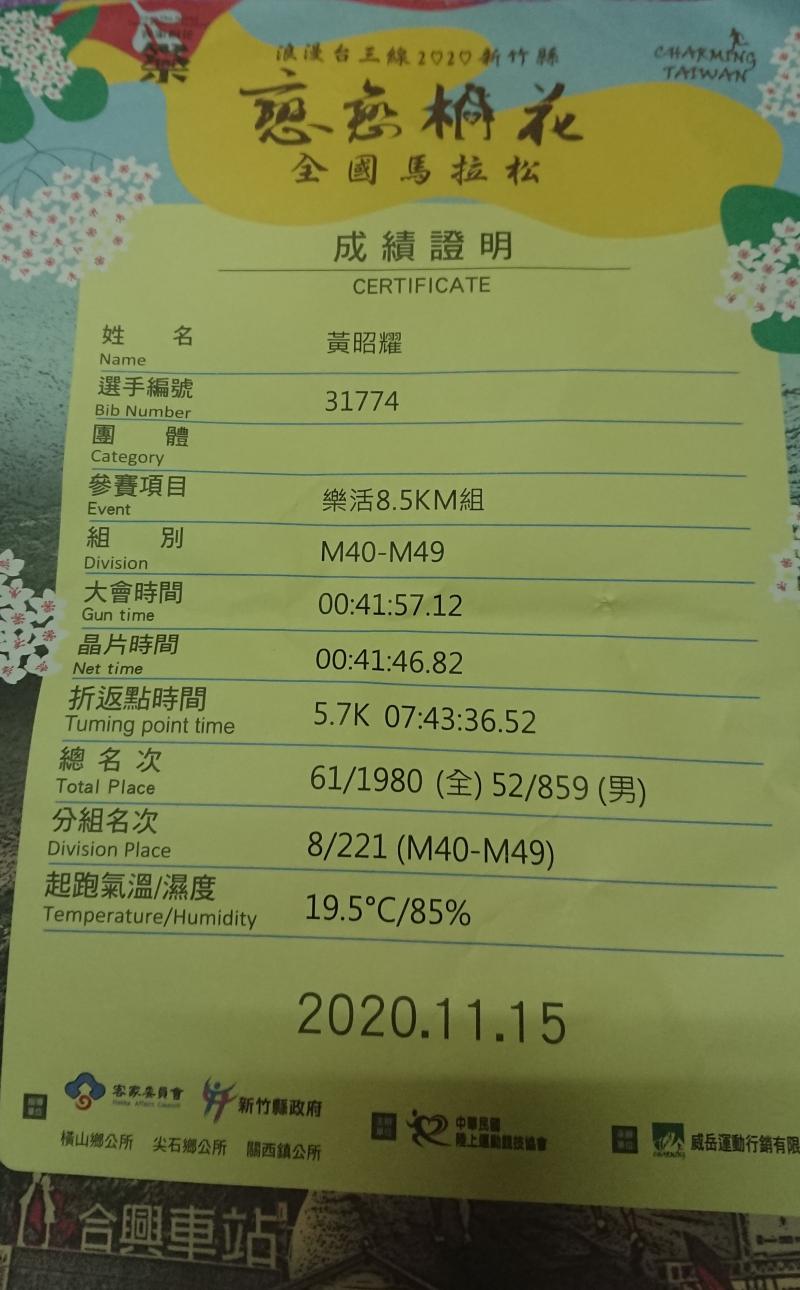 樂
浪漫台三線2020新竹縣
CHARMING
TAIWAN
戀戀桐花
全國馬拉松
成績證明
CERTIFICATE
姓名 黃昭耀
Name
選手編號 31774
Bib Number
團體
Category
參賽項目 樂活8.5KM組
Event
組別 M40-M49
Division
大會時間 00:41:57.12
Gun time
晶片時間 00:41:46.82
Net time
折返點時間 5.7K 07:43:36.52
Tuming point time
總名次 61/1980 (全) 52/859 (男)
Total Place
分組名次 8/221 (M40-M49)
Division Place
起跑氣溫/濕度 19.5°C/85%
Temperature/Humidity
2020.11.15
指導單位 客家委員會 新竹縣政府
Hakka Affairs Council
橫山鄉公所 尖石鄉公所 關西鎮公所
中華民國
陸上運動競技協會
威岳運動行銷有限
合興車站